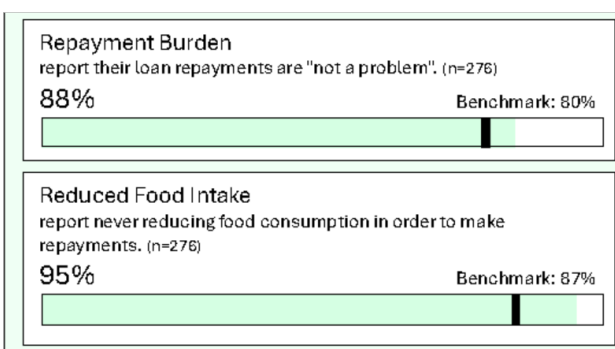 Repayment Burden
report their loan repayments are "not a problem". (n=276)
88% Benchmark: 80%
Reduced Food Intake
report never reducing food consumption in order to make
repayments. (n=276)
95% Benchmark: 87%